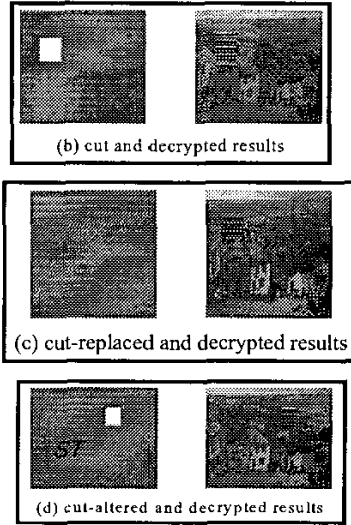 (b) cut and decrypted results
(c) cut-replaced and decrypted results
(d) cut-altered and decrypted results